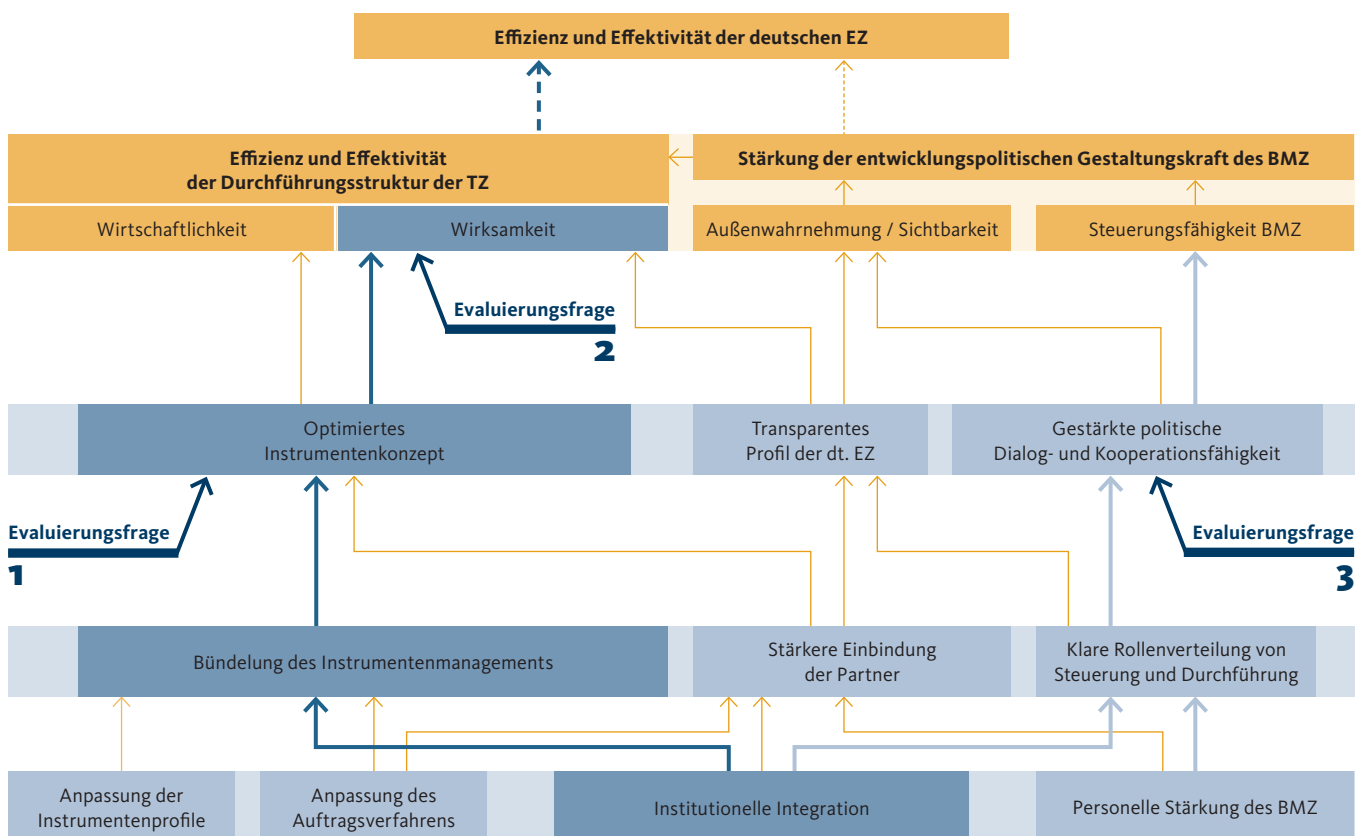 Effizienz und Effektivität der deutschen EZ
Effizienz und Effektivität
der Durchführungsstruktur der TZ
Stärkung der entwicklungspolitischen Gestaltungskraft des BMZ
Wirtschaftlichkeit
Wirksamkeit
Außenwahrnehmung / Sichtbarkeit
Steuerungsfähigkeit BMZ
Evaluierungsfrage
2
Optimiertes
Instrumentenkonzept
Transparentes
Profil der dt. EZ
Gestärkte politische
Dialog- und Kooperationsfähigkeit
Evaluierungsfrage
1
Evaluierungsfrage
3
Bündelung des Instrumentenmanagements
Stärkere Einbindung
der Partner
Klare Rollenverteilung von
Steuerung und Durchführung
Anpassung der
Instrumentenprofile
Anpassung des
Auftragsverfahrens
Institutionelle Integration
Personelle Stärkung des BMZ